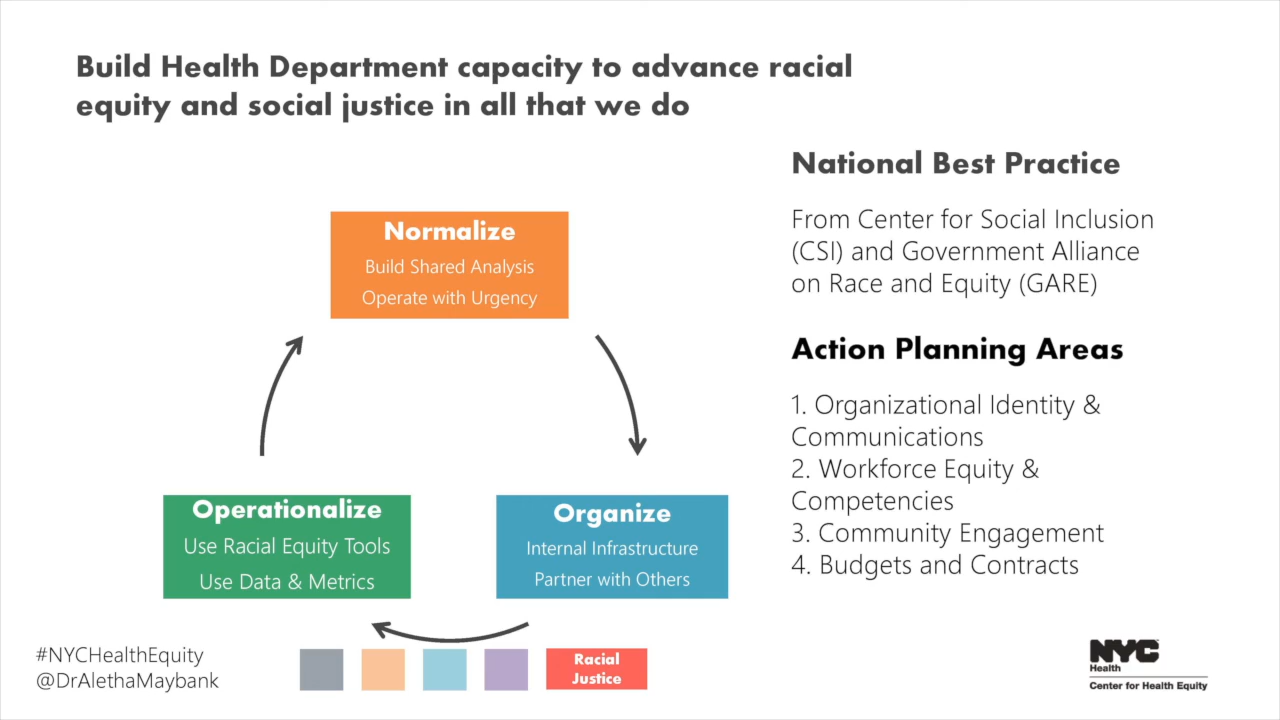 Build Health Department capacity to advance racial
equity and social justice in all that we do
Normalize
Build Shared Analysis
Operate with Urgency
Operationalize
Use Racial Equity Tools
Use Data & Metrics
Organize
Internal Infrastructure
Partner with Others
National Best Practice
From Center for Social Inclusion
(CSI) and Government Alliance
on Race and Equity (GARE)
Action Planning Areas
1. Organizational Identity &
Communications
2. Workforce Equity &
Competencies
3. Community Engagement
4. Budgets and Contracts
#NYCHealthEquity
@DrAlethaMaybank
Racial
Justice
NYC
Health
Center for Health Equity